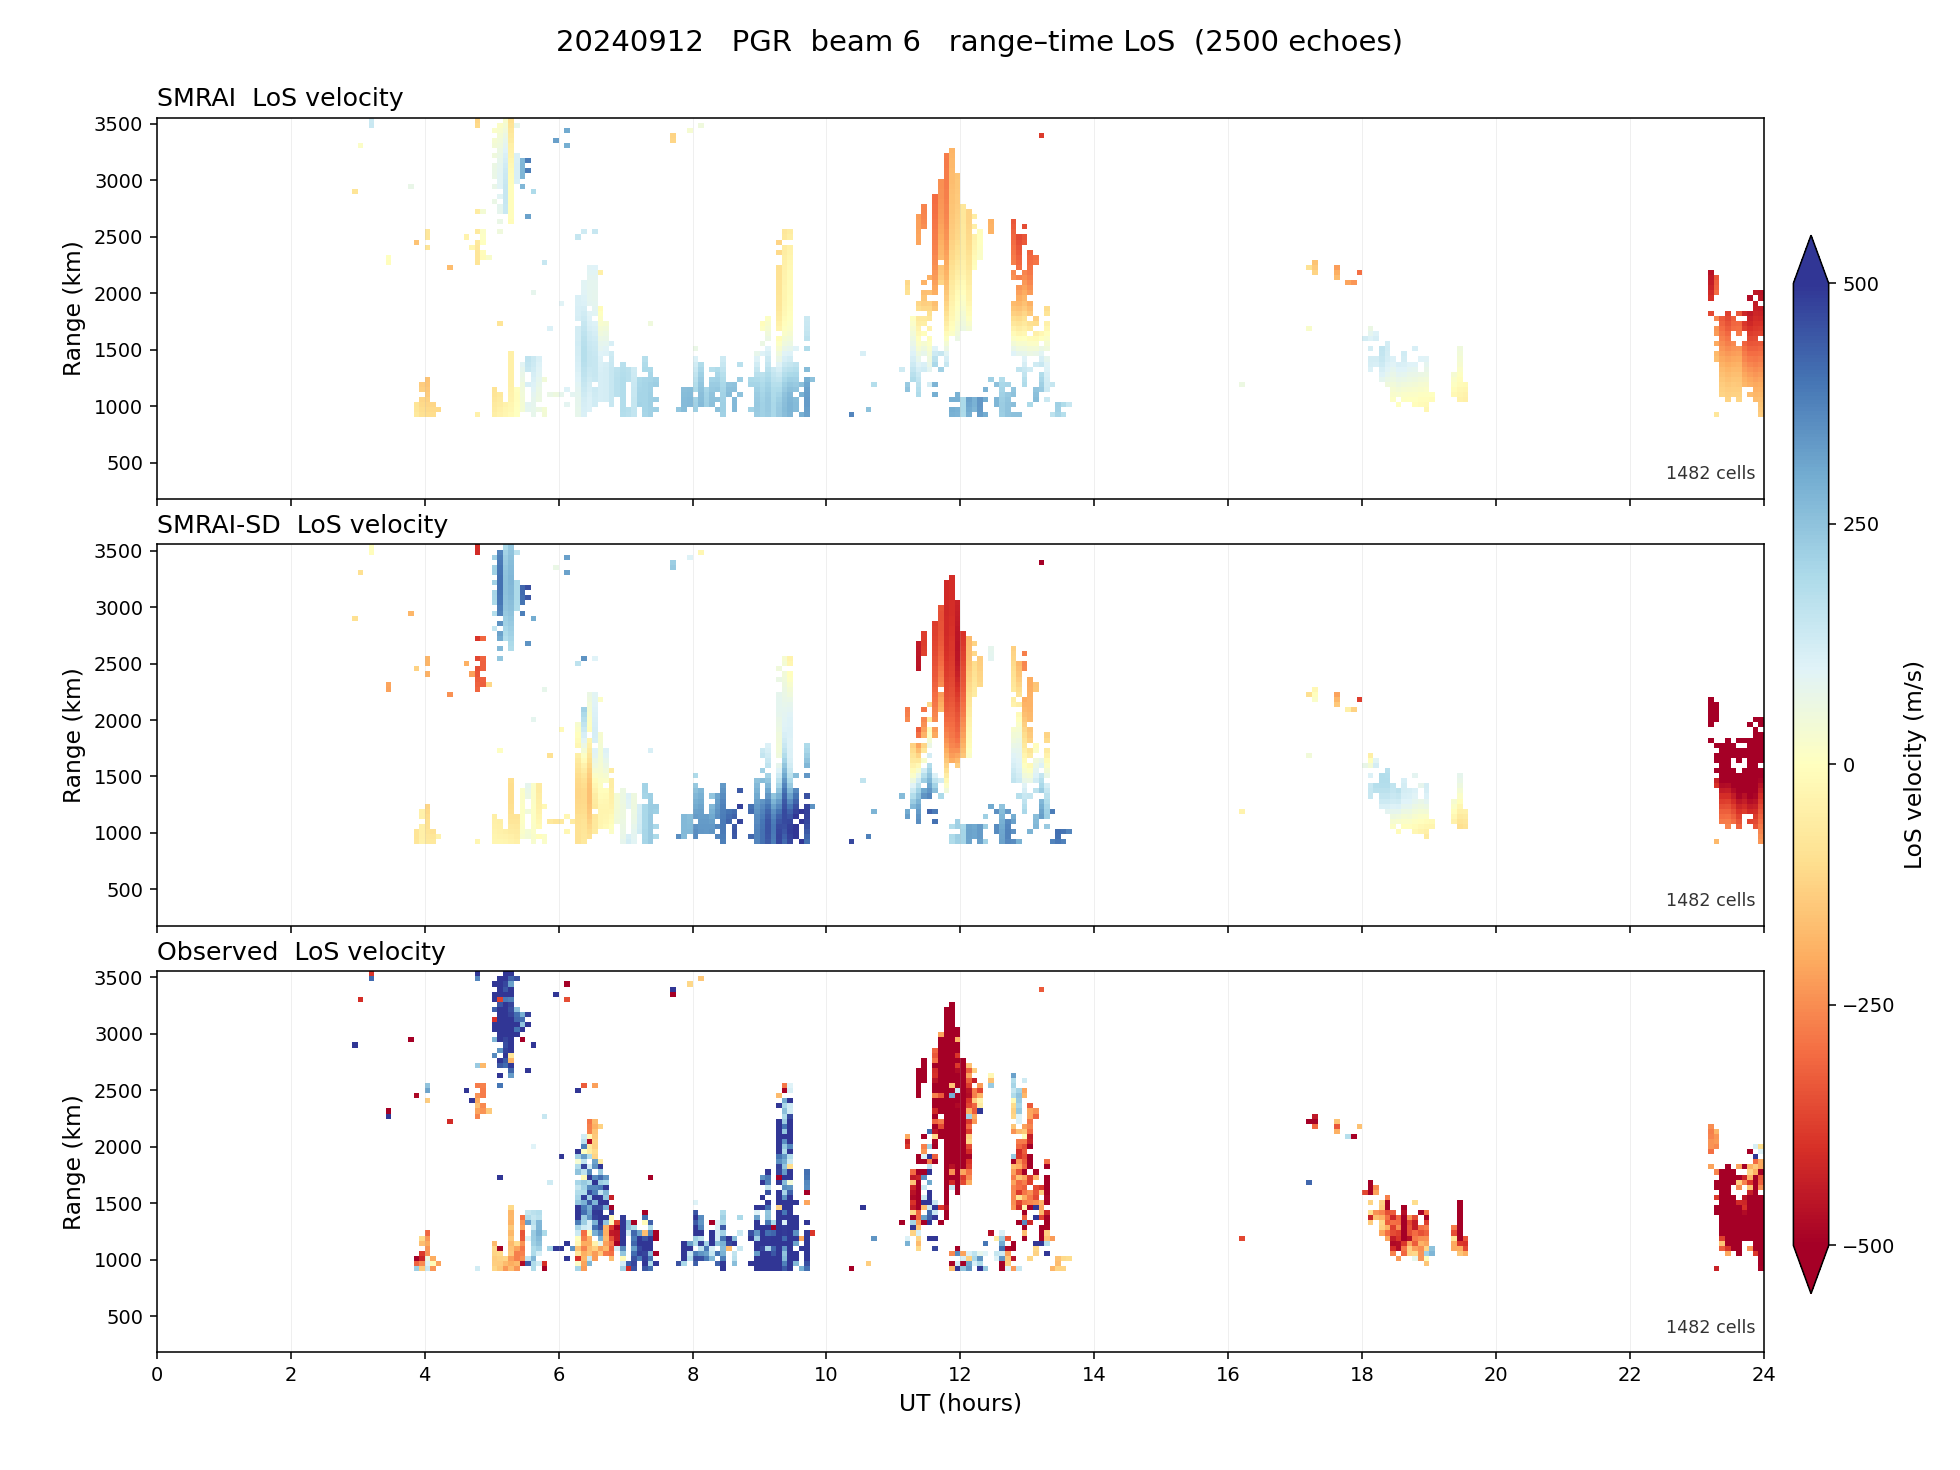 20240912 PGR beam 6 range–time LoS (2500 echoes)
SMRAI LoS velocity
3500
3000
2500
2000
1500
1000
500
Range (km)
1482 cells
SMRAI-SD LoS velocity
3500
3000
2500
2000
1500
1000
500
Range (km)
1482 cells
Observed LoS velocity
3500
3000
2500
2000
1500
1000
500
Range (km)
1482 cells
0 2 4 6 8 10 12 14 16 18 20 22 24
UT (hours)
500
250
0
−250
−500
LoS velocity (m/s)